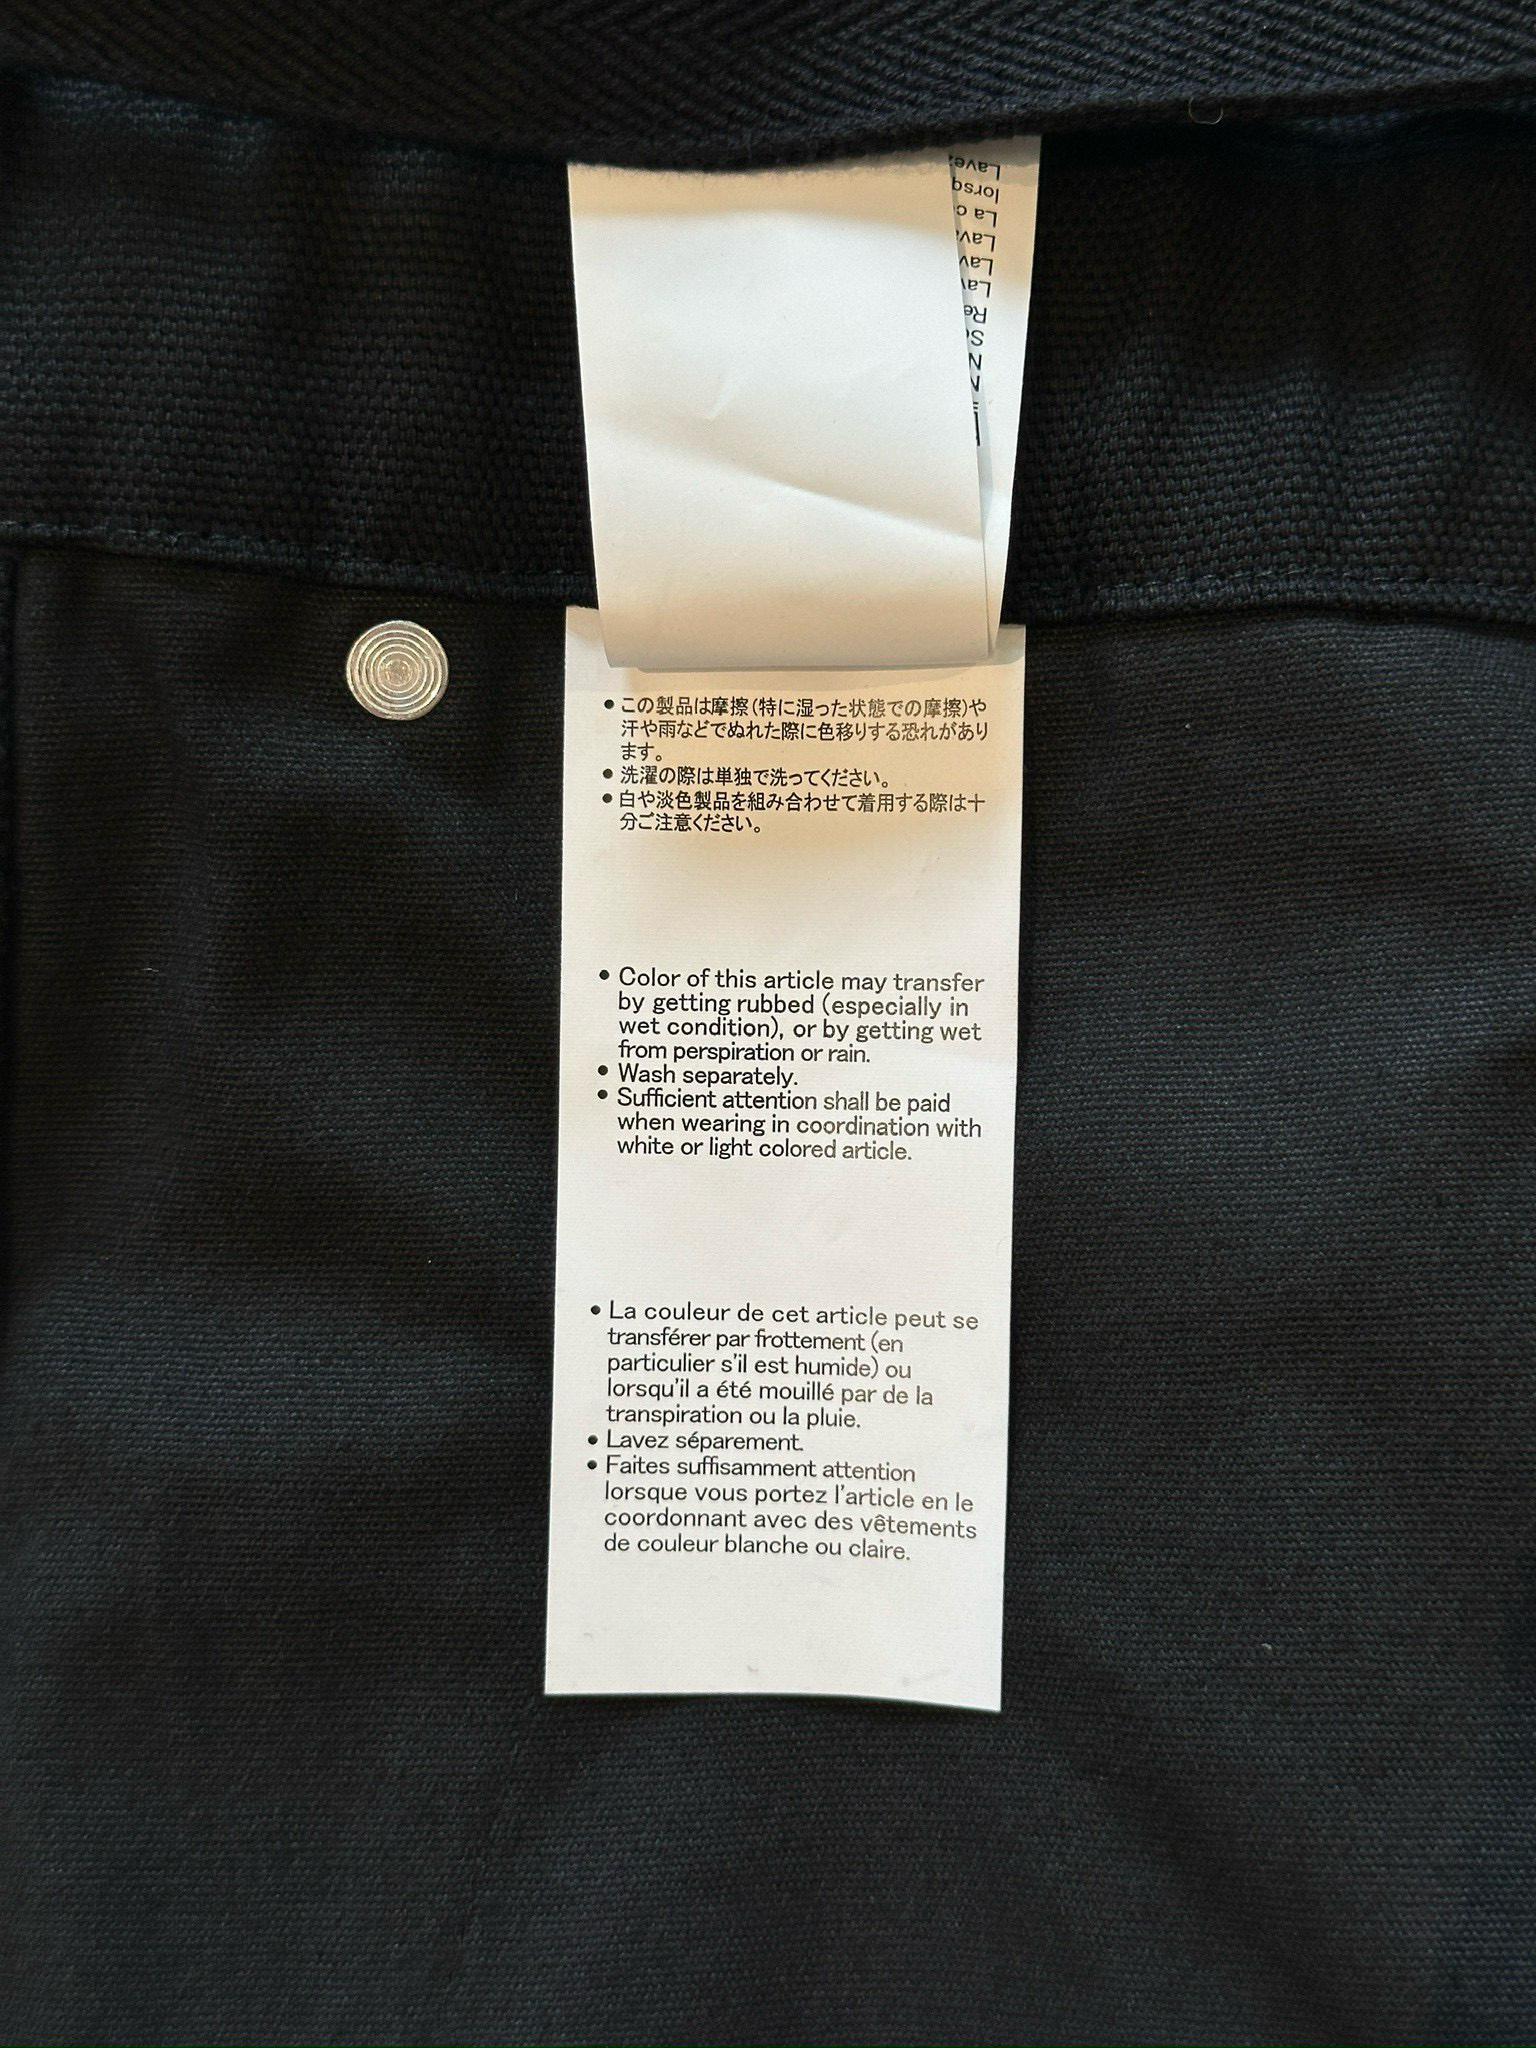 Lave
lorsq
La c
Lava
Lav
Lav
Re
S
N
N
●この製品は摩擦(特に湿った状態での摩擦)や
汗や雨などでぬれた際に色移りする恐れがあり
ます。
●洗濯の際は単独で洗ってください。
●白や淡色製品を組み合わせて着用する際は十
分ご注意ください。
● Color of this article may transfer
by getting rubbed (especially in
wet condition), or by getting wet
from perspiration or rain.
● Wash separately.
● Sufficient attention shall be paid
when wearing in coordination with
white or light colored article.
● La couleur de cet article peut se
transférer par frottement (en
particulier s'il est humide) ou
lorsqu'il a été mouillé par de la
transpiration ou la pluie.
● Lavez séparement.
● Faites suffisamment attention
lorsque vous portez l'article en le
coordonnant avec des vêtements
de couleur blanche ou claire.